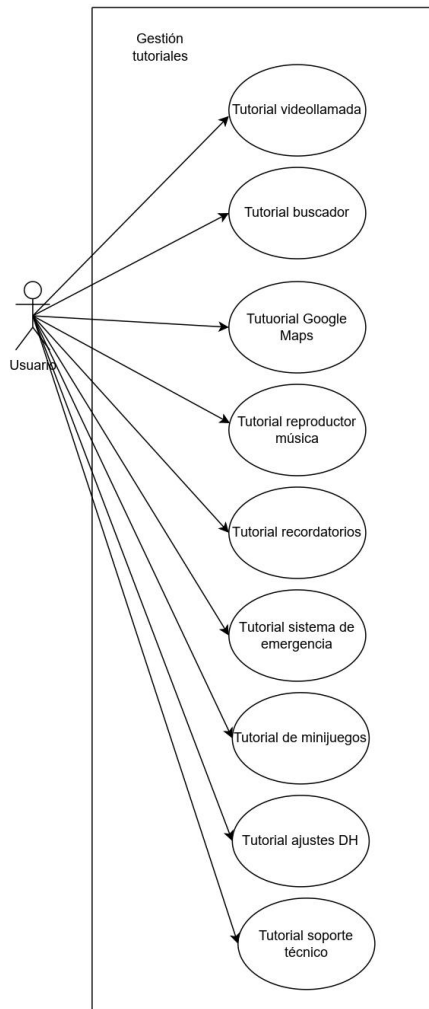 Gestión
tutoriales
Tutorial videollamada
Tutorial buscador
Tutuorial Google
Maps
Usuario
Tutorial reproductor
música
Tutorial recordatorios
Tutorial sistema de
emergencia
Tutorial de minijuegos
Tutorial ajustes DH
Tutorial soporte
técnico